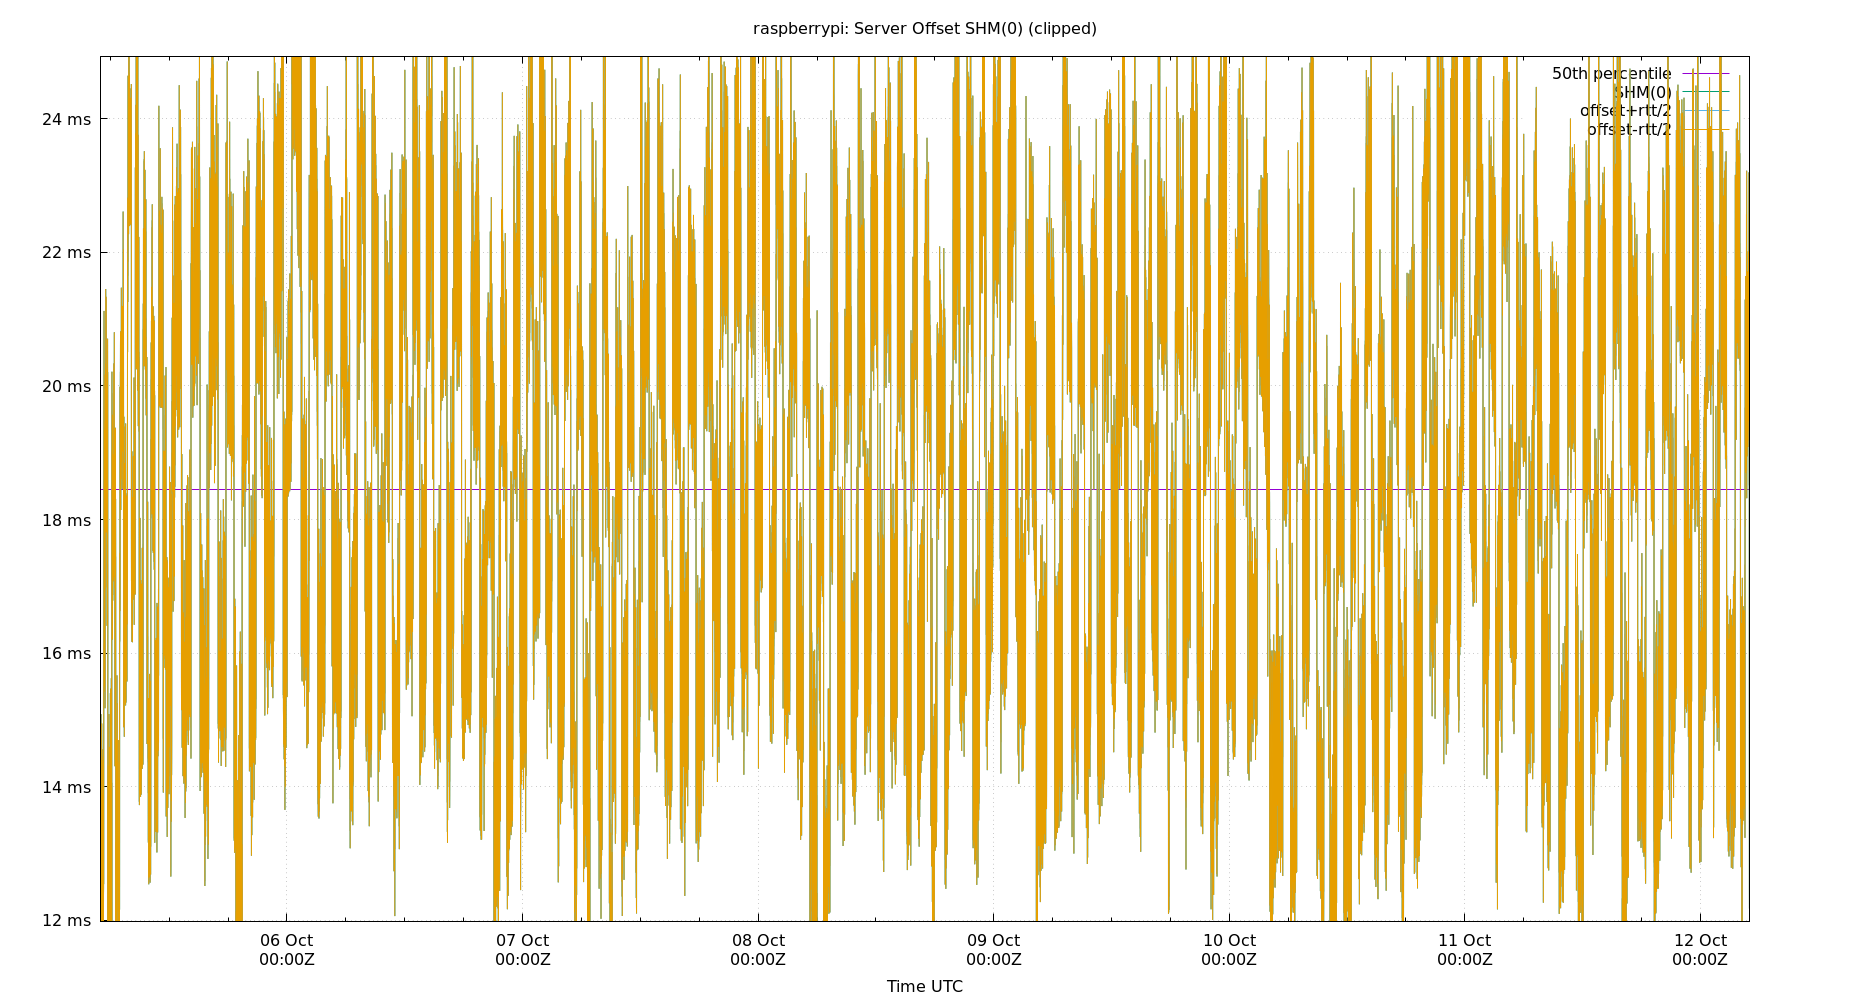 raspberrypi: Server Offset SHM(0) (clipped)
50th percentile
SHM(0)
offset+rtt/2
offset-rtt/2
24 ms
22 ms
20 ms
18 ms
16 ms
14 ms
12 ms
06 Oct 07 Oct 08 Oct 09 Oct 10 Oct 11 Oct 12 Oct
00:00Z 00:00Z 00:00Z 00:00Z 00:00Z 00:00Z 00:00Z
Time UTC